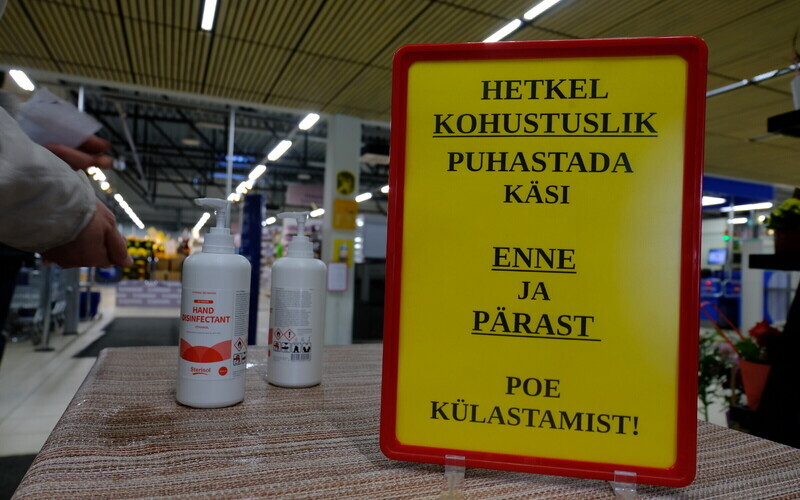 HETKEL
KOHUSTUSLIK
PUHASTADA
KÄSI
ENNE
JA
PÄRAST
POE
KÜLASTAMIST!
HAND
DISINFECTANT